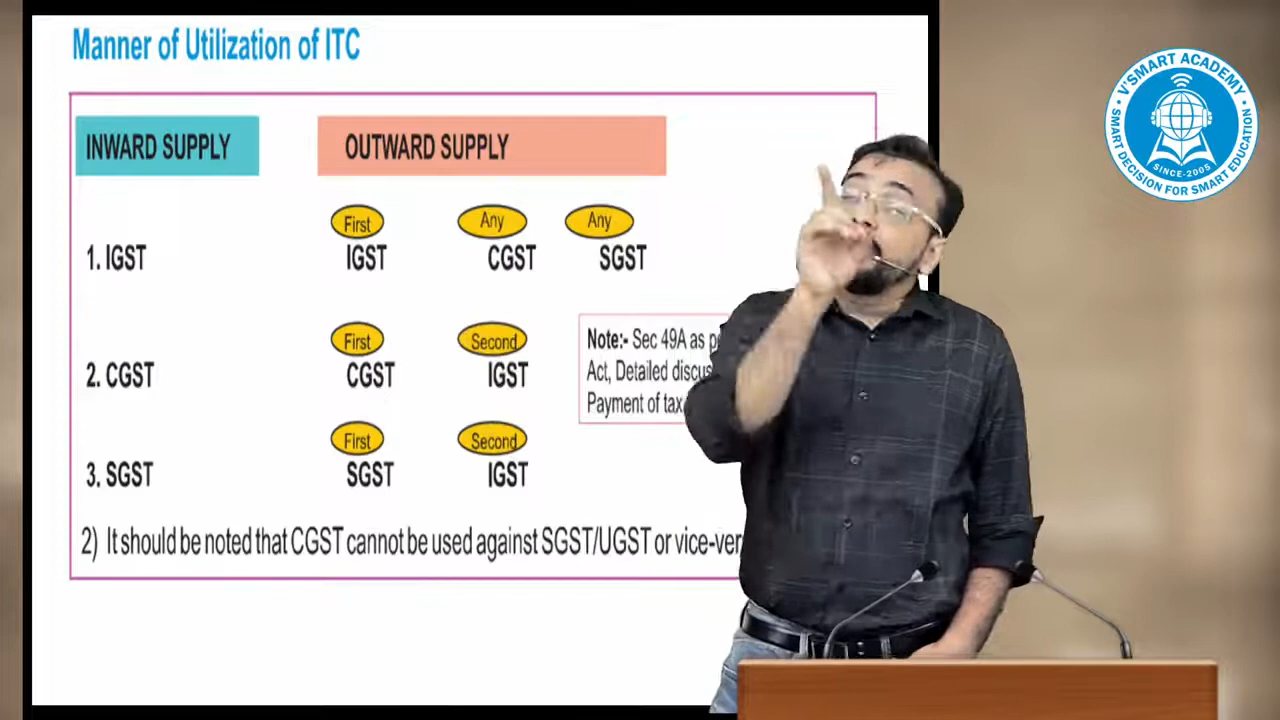 Manner of Utilization of ITC
INWARD SUPPLY OUTWARD SUPPLY
First Any Any
1. IGST IGST CGST SGST
First Second
2. CGST CGST IGST
Note:- Sec 49A as
Act, Detailed
Payment of tax
First Second
3. SGST SGST IGST
2) It should be noted that CGST cannot be used against SGST/UGST or
V'SMART ACADEMY
SINCE-2005
SMART DECISION FOR SMART EDUCATION